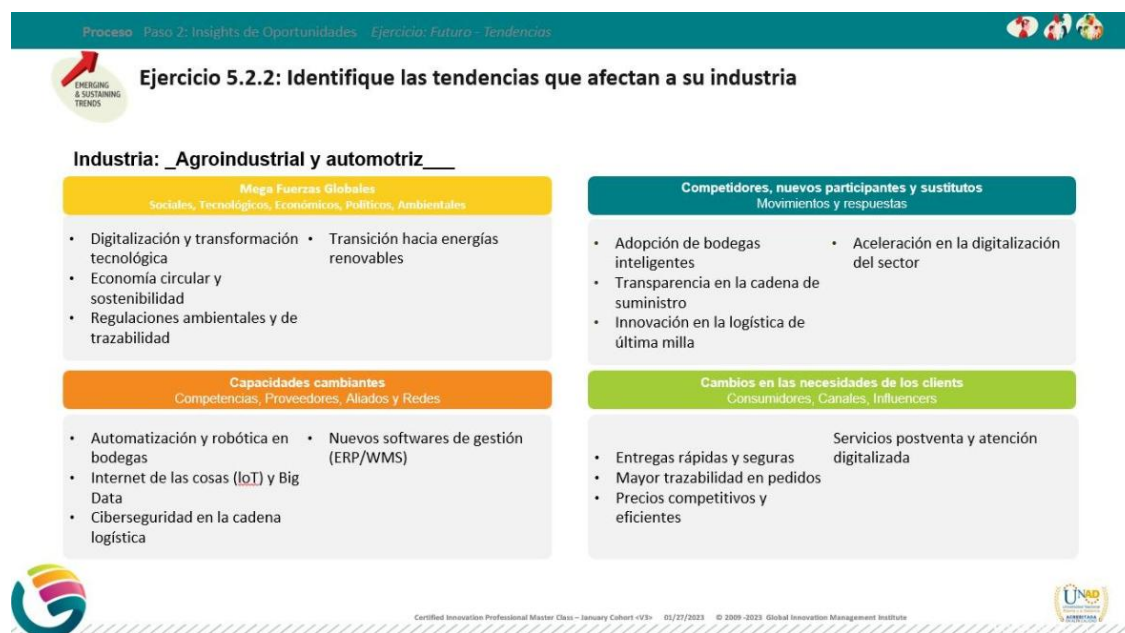 Proceso Paso 2: Insights de Oportunidades Ejercicio: Futuro - Tendencias
EMERGING
& SUSTAINING
TRENDS
Ejercicio 5.2.2: Identifique las tendencias que afectan a su industria
Industria: _Agroindustrial y automotriz___
Mega Fuerzas Globales
Sociales, Tecnológicos, Económicos, Políticos, Ambientales
• Digitalización y transformación
tecnológica
• Economía circular y
sostenibilidad
• Regulaciones ambientales y de
trazabilidad
• Transición hacia energías
renovables
Competidores, nuevos participantes y sustitutos
Movimientos y respuestas
• Adopción de bodegas
inteligentes
• Transparencia en la cadena de
suministro
• Innovación en la logística de
última milla
• Aceleración en la digitalización
del sector
Capacidades cambiantes
Competencias, Proveedores, Aliados y Redes
• Automatización y robótica en
bodegas
• Internet de las cosas (IoT) y Big
Data
• Ciberseguridad en la cadena
logística
• Nuevos softwares de gestión
(ERP/WMS)
Cambios en las necesidades de los clients
Consumidores, Canales, Influencers
• Entregas rápidas y seguras
• Mayor trazabilidad en pedidos
• Precios competitivos y
eficientes
Servicios postventa y atención
digitalizada
Certified Innovation Professional Master Class – January Cohort <V3> 01/27/2023 © 2009 -2023 Global Innovation Management Institute
UNAD